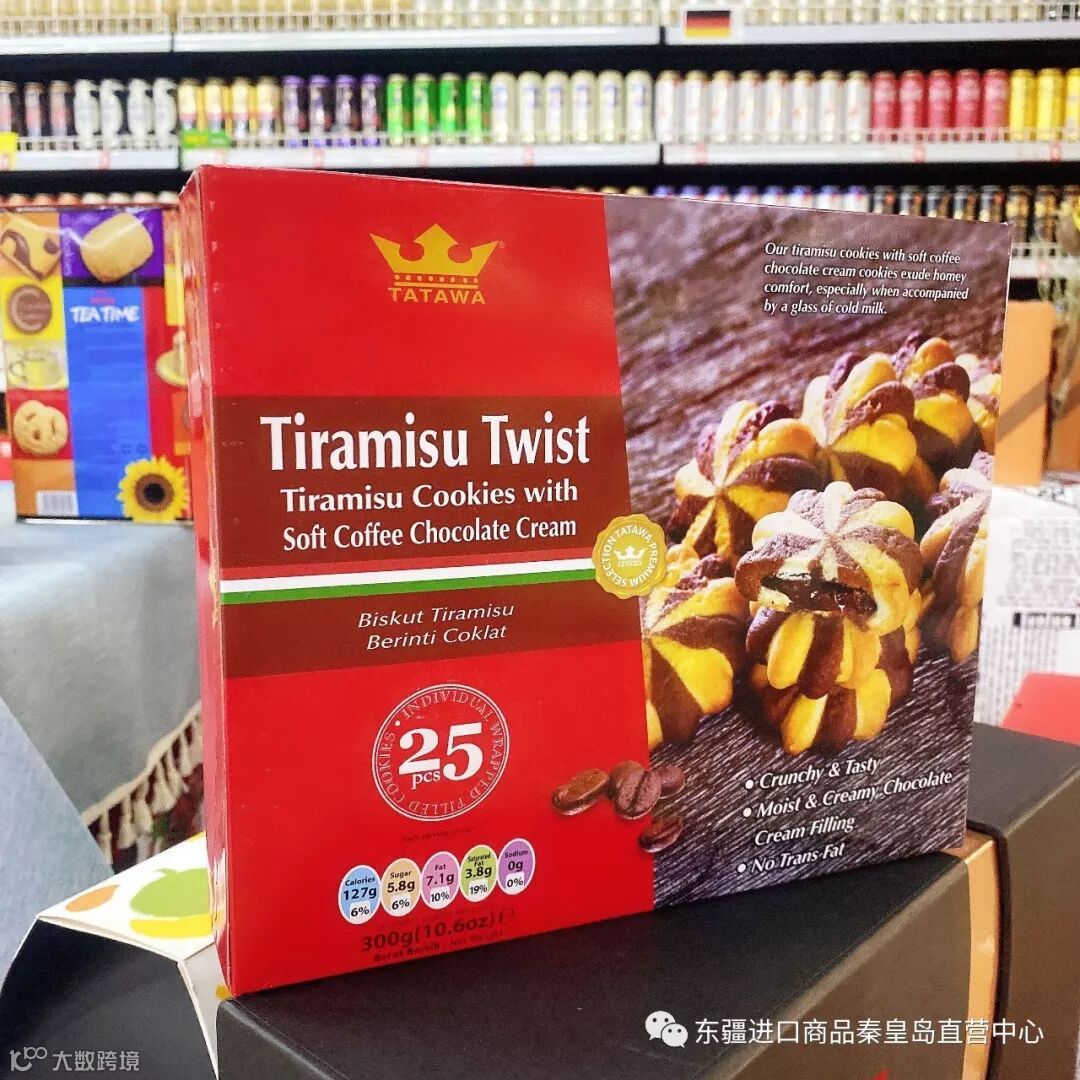 TATAWA
Our tiramisu cookies with soft coffee
chocolate cream cookies exude homey
comfort, especially when accompanied
by a glass of cold milk.
Tiramisu Twist
Tiramisu Cookies with
Soft Coffee Chocolate Cream
SELECTION TATAWA PREMIUM
TATAWA
Biskut Tiramisu
Berinti Coklat
INDIVIDUAL WRAPPED FILLED COOKIES
25
pcs
• Crunchy & Tasty
• Moist & Creamy Chocolate
Cream Filling
• No Trans-Fat
Calories
127g
6%
Sugar
5.8g
6%
Fat
7.1g
10%
Saturated
Fat
3.8g
19%
Sodium
0g
0%
300g(10.6oz) ℮
Berat Bersih | Net Weight
TEA TIME
东疆进口商品秦皇岛直营中心
大数跨境